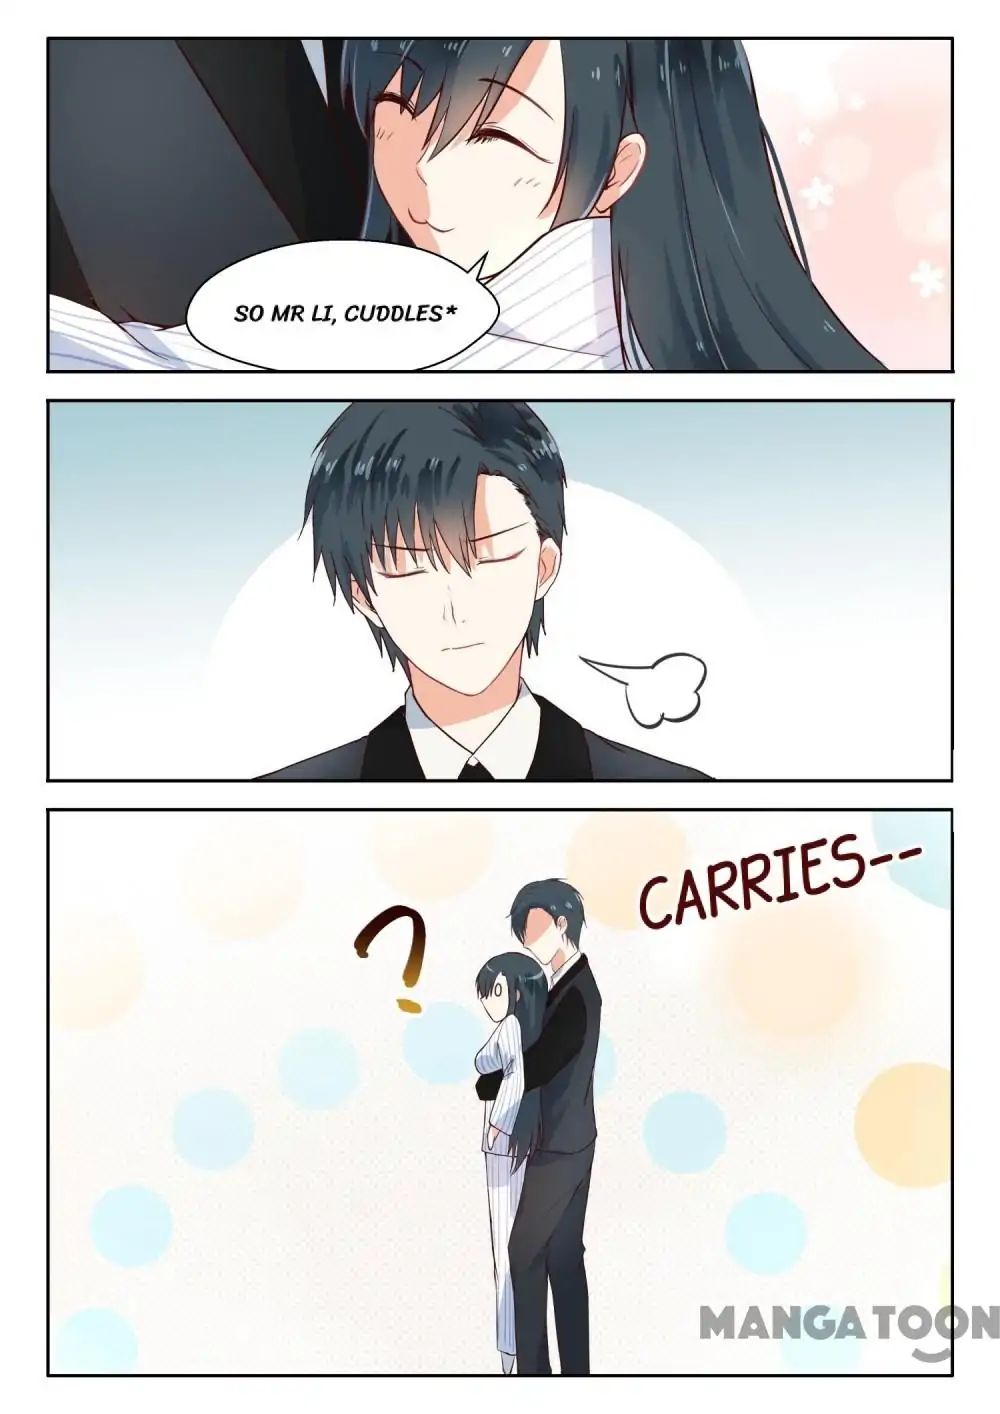 SO MR LI, CUDDLES*
CARRIES--
?
MANGATOON